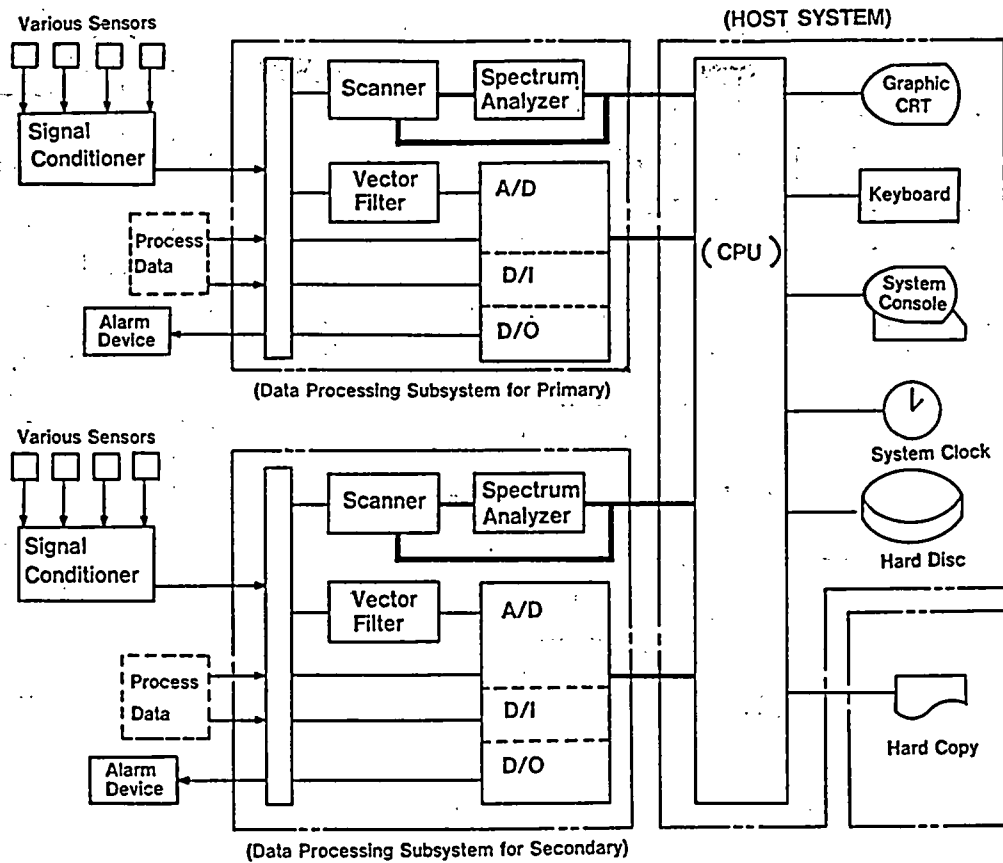 (HOST SYSTEM)
Various Sensors
Signal
Conditioner
Process
Data
Alarm
Device
Scanner
Spectrum
Analyzer
Vector
Filter
A/D
D/I
D/O
(Data Processing Subsystem for Primary)
Various Sensors
Signal
Conditioner
Process
Data
Alarm
Device
Scanner
Spectrum
Analyzer
Vector
Filter
A/D
D/I
D/O
(Data Processing Subsystem for Secondary)
(CPU)
Graphic
CRT
Keyboard
System
Console
System Clock
Hard Disc
Hard Copy